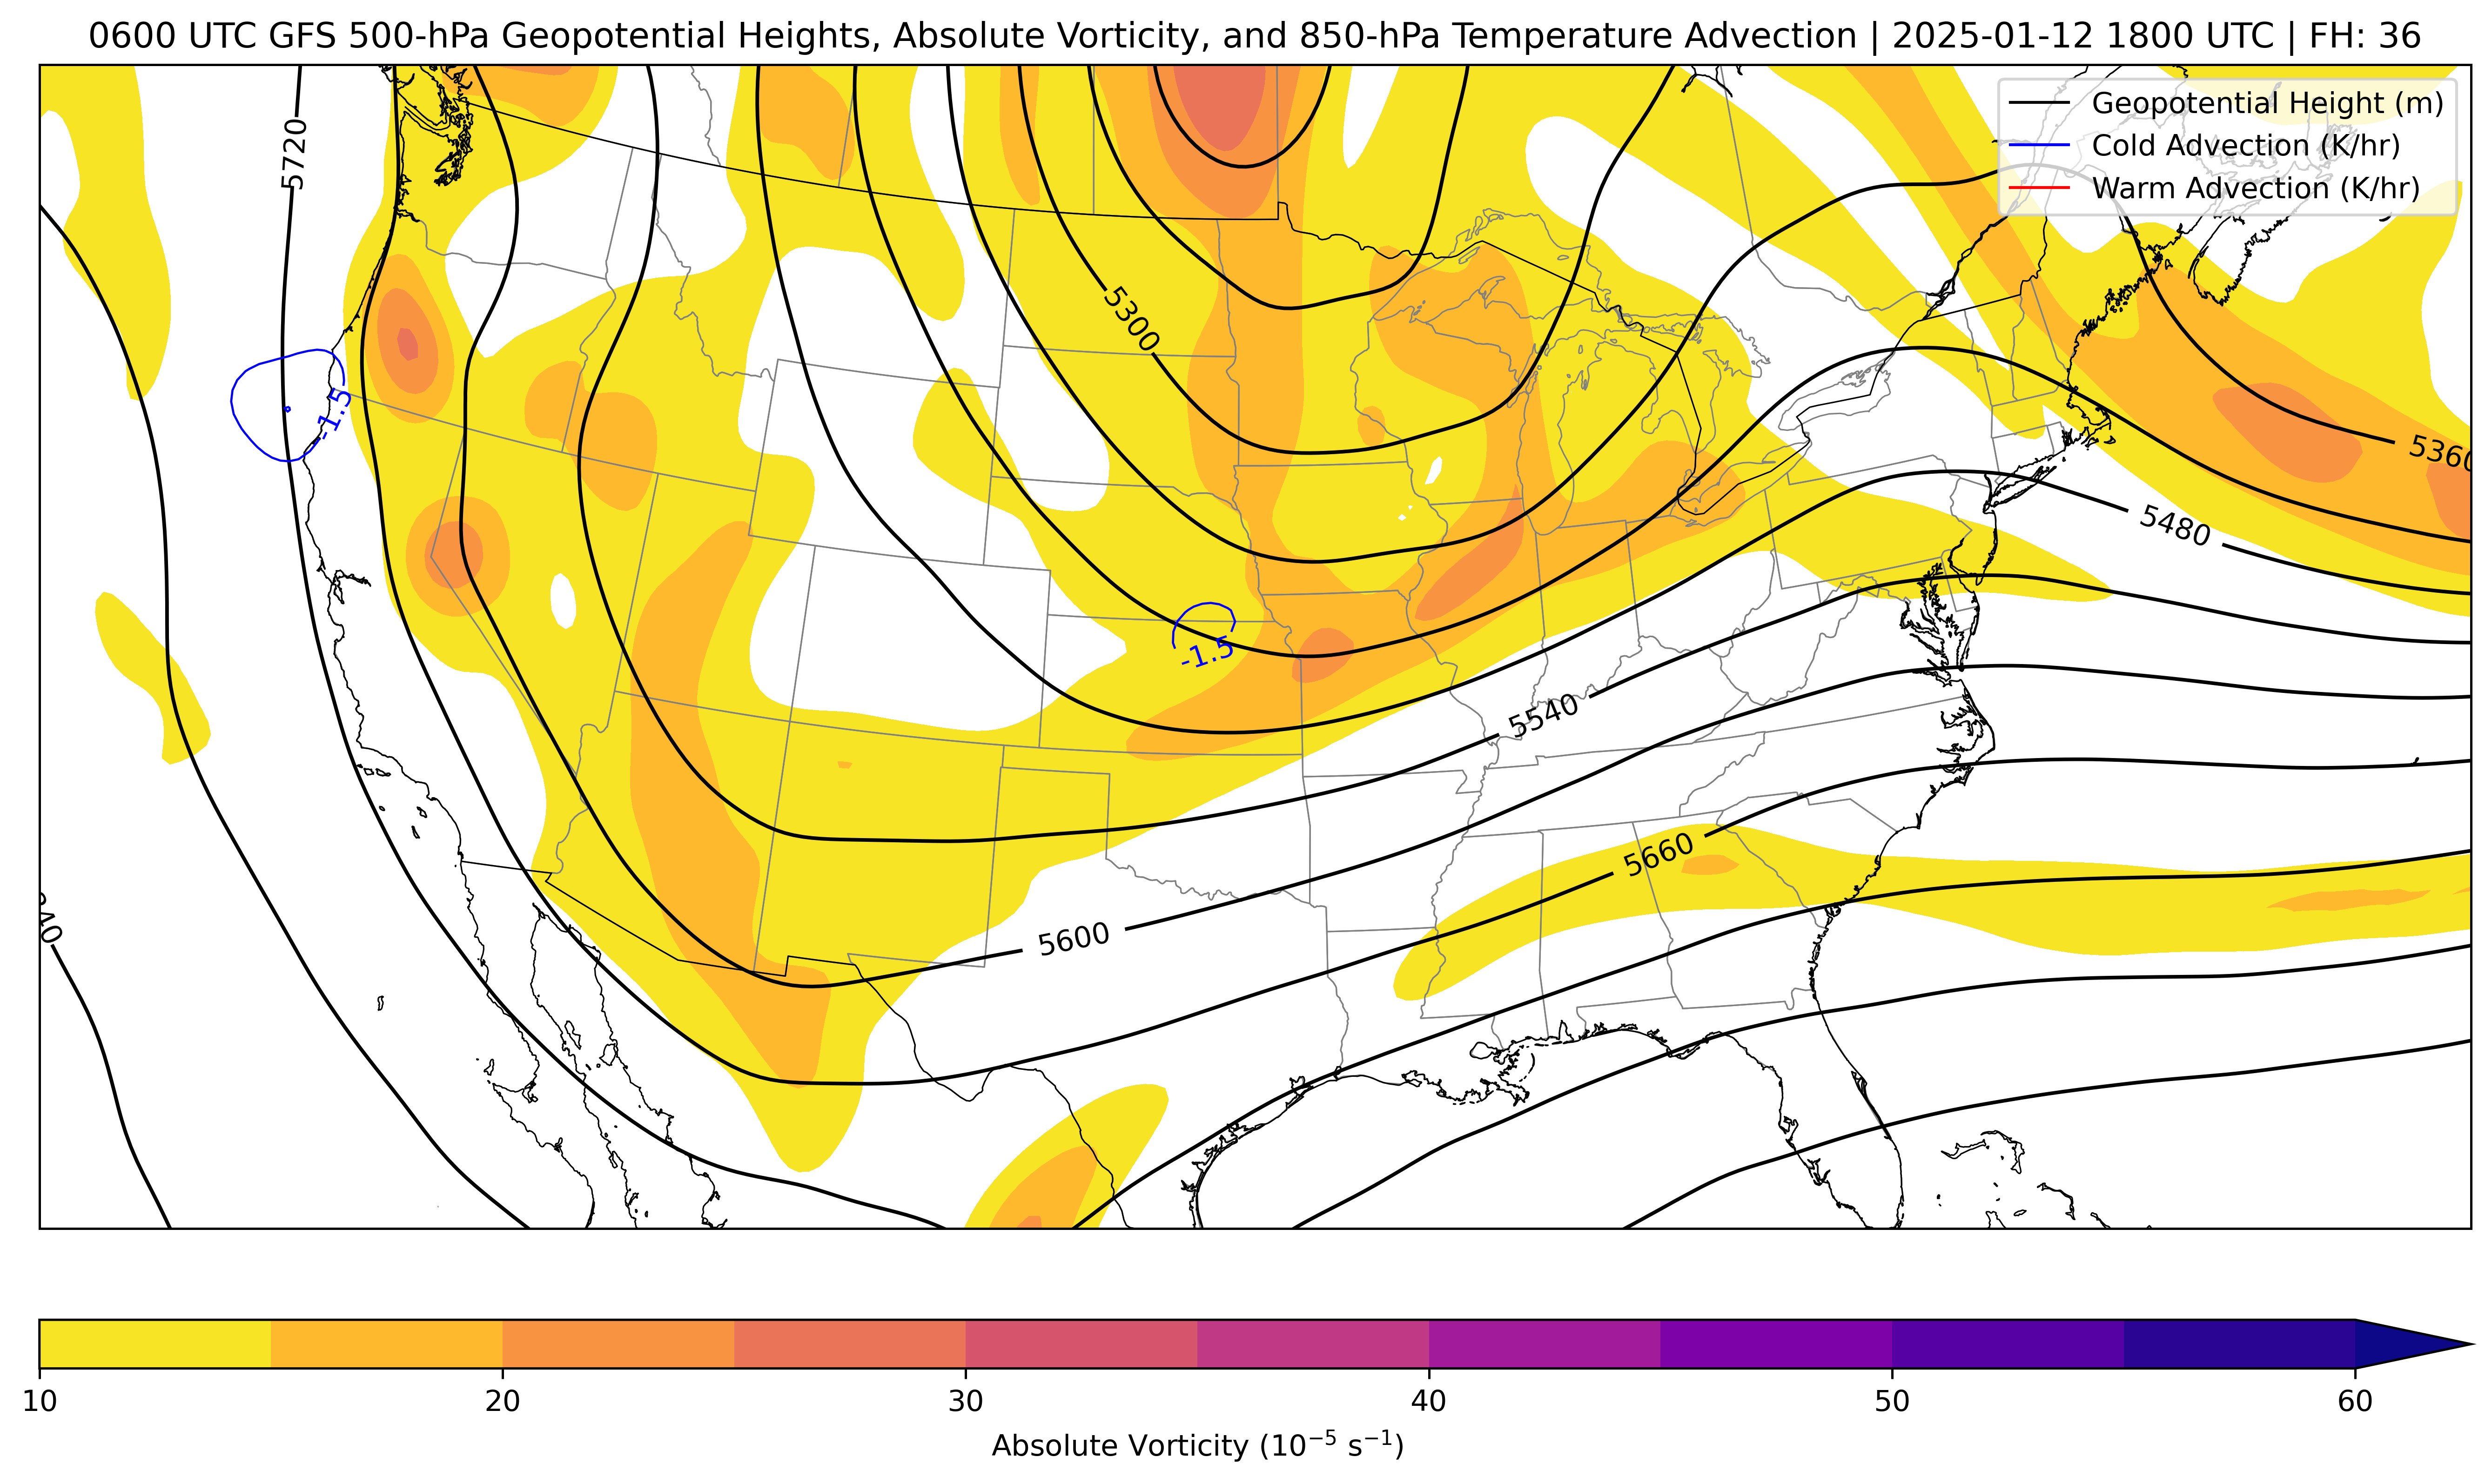 0600 UTC GFS 500-hPa Geopotential Heights, Absolute Vorticity, and 850-hPa Temperature Advection | 2025-01-12 1800 UTC | FH: 36
Geopotential Height (m)
Cold Advection (K/hr)
Warm Advection (K/hr)
5720
5300
-1.5
5360
5480
-1.5
5540
5660
5600
10 20 30 40 50 60
Absolute Vorticity (10⁻⁵ s⁻¹)